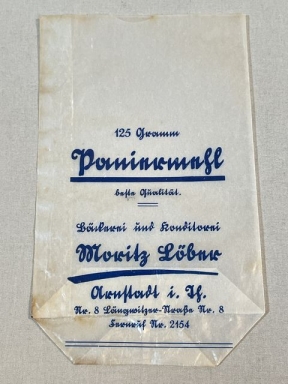 125 Gramm
Paniermehl
beste Qualität.
Bäckerei und Konditorei
Moritz Löber
Arnstadt i. Th.
Nr. 8 Längwitzer-Straße Nr. 8
Fernruf Nr. 2154